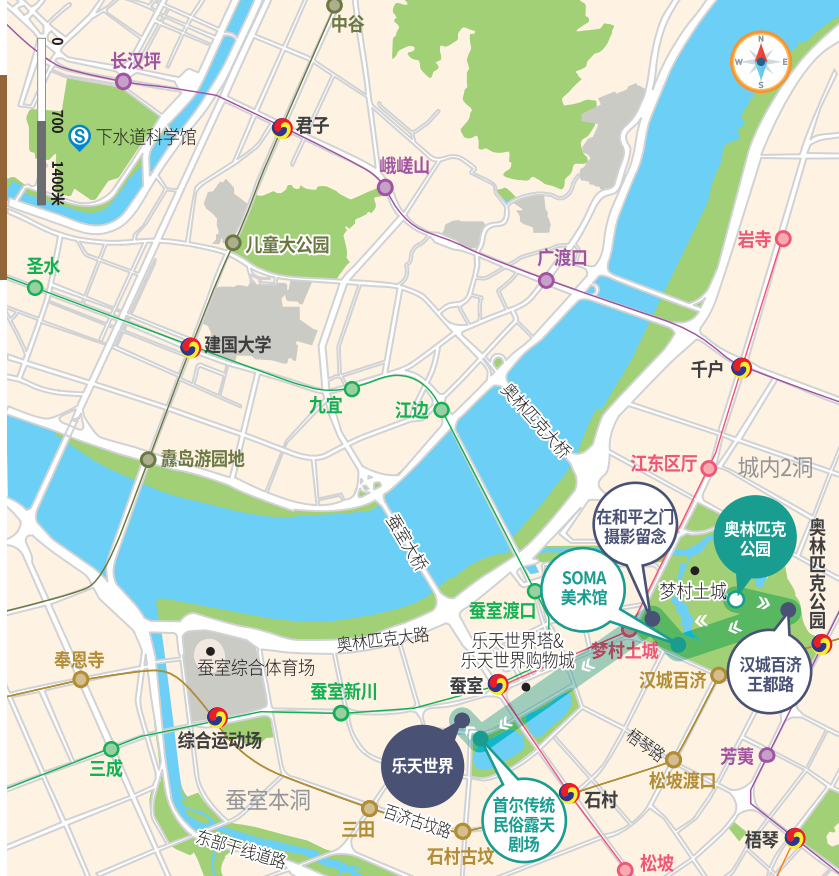 中谷
长汉坪
0
700
1400米
N
W
E
S
君子
S
下水道科学馆
峨嵯山
岩寺
儿童大公园
广渡口
圣水
建国大学
千户
九宜
江边
奥林匹克大桥
纛岛游园地
江东区厅
城内2洞
蚕室大桥
在和平之门
摄影留念
奥林匹克
公园
奥林匹克公园
SOMA
美术馆
梦村土城
蚕室渡口
奥林匹克大路
乐天世界塔&
乐天世界购物城
梦村土城
奉恩寺
蚕室综合体育场
蚕室
汉城百济
汉城百济
王都路
蚕室新川
综合运动场
梧琴路
芳荑
三成
乐天世界
松坡渡口
蚕室本洞
首尔传统
民俗露天
剧场
石村
三田
百济古坟路
石村古坟
梧琴
东部干线道路
松坡